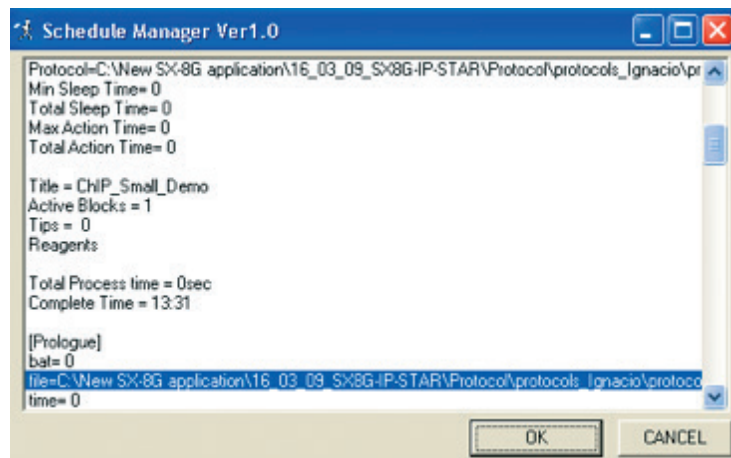 Schedule Manager Ver1.0
Protocol=C:\New SX-8G application\16_03_09_SX8G-IP-STAR\Protocol\protocols_Ignacio\pr
Min Sleep Time= 0
Total Sleep Time= 0
Max Action Time= 0
Total Action Time= 0
Title = ChIP_Small_Demo
Active Blocks = 1
Tips = 0
Reagents
Total Process time = 0sec
Complete Time = 13:31
[Prologue]
bat= 0
file=C:\New SX-8G application\16_03_09_SX8G-IP-STAR\Protocol\protocols_Ignacio\protoco
time= 0
OK CANCEL